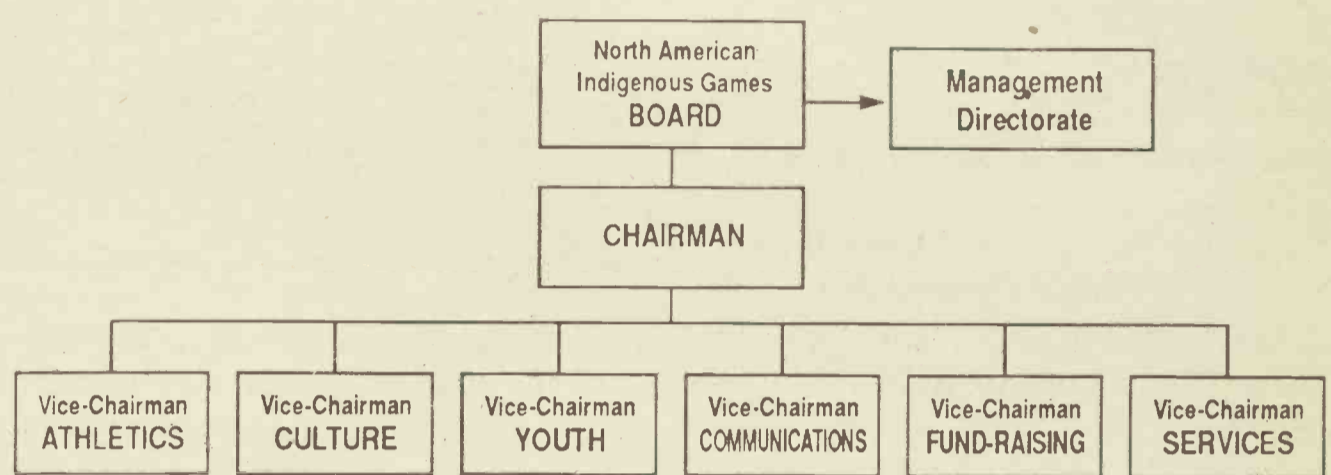 North American
Indigenous Games
BOARD
Management
Directorate
CHAIRMAN
Vice-Chairman
ATHLETICS
Vice-Chairman
CULTURE
Vice-Chairman
YOUTH
Vice-Chairman
COMMUNICATIONS
Vice-Chairman
FUND-RAISING
Vice-Chairman
SERVICES